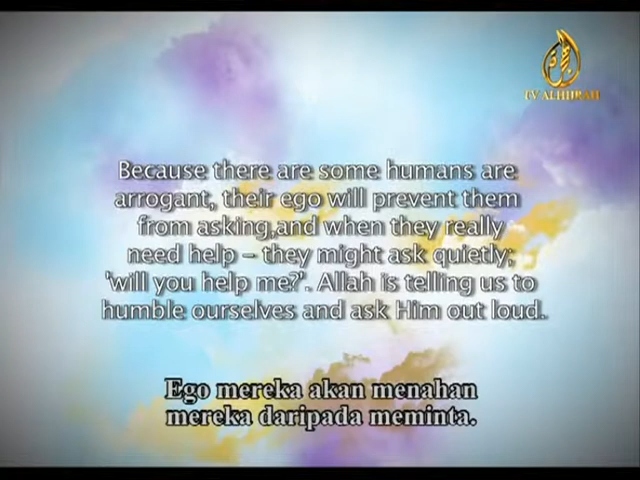 TV ALHIJRAH
Because there are some humans are
arrogant, their ego will prevent them
from asking,and when they really
need help – they might ask quietly;
'will you help me?'. Allah is telling us to
humble ourselves and ask Him out loud.
Ego mereka akan menahan
mereka daripada meminta.